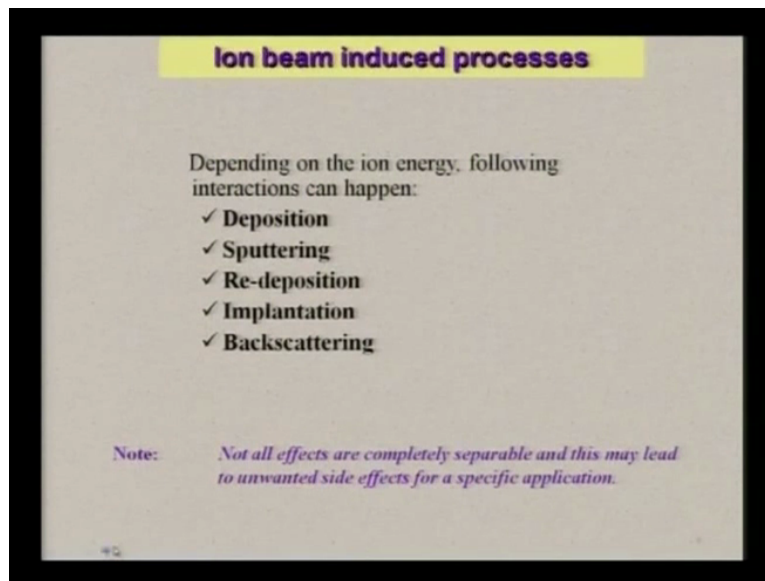 Ion beam induced processes
Depending on the ion energy, following
interactions can happen:
✓ Deposition
✓ Sputtering
✓ Re-deposition
✓ Implantation
✓ Backscattering
Note: Not all effects are completely separable and this may lead
to unwanted side effects for a specific application.